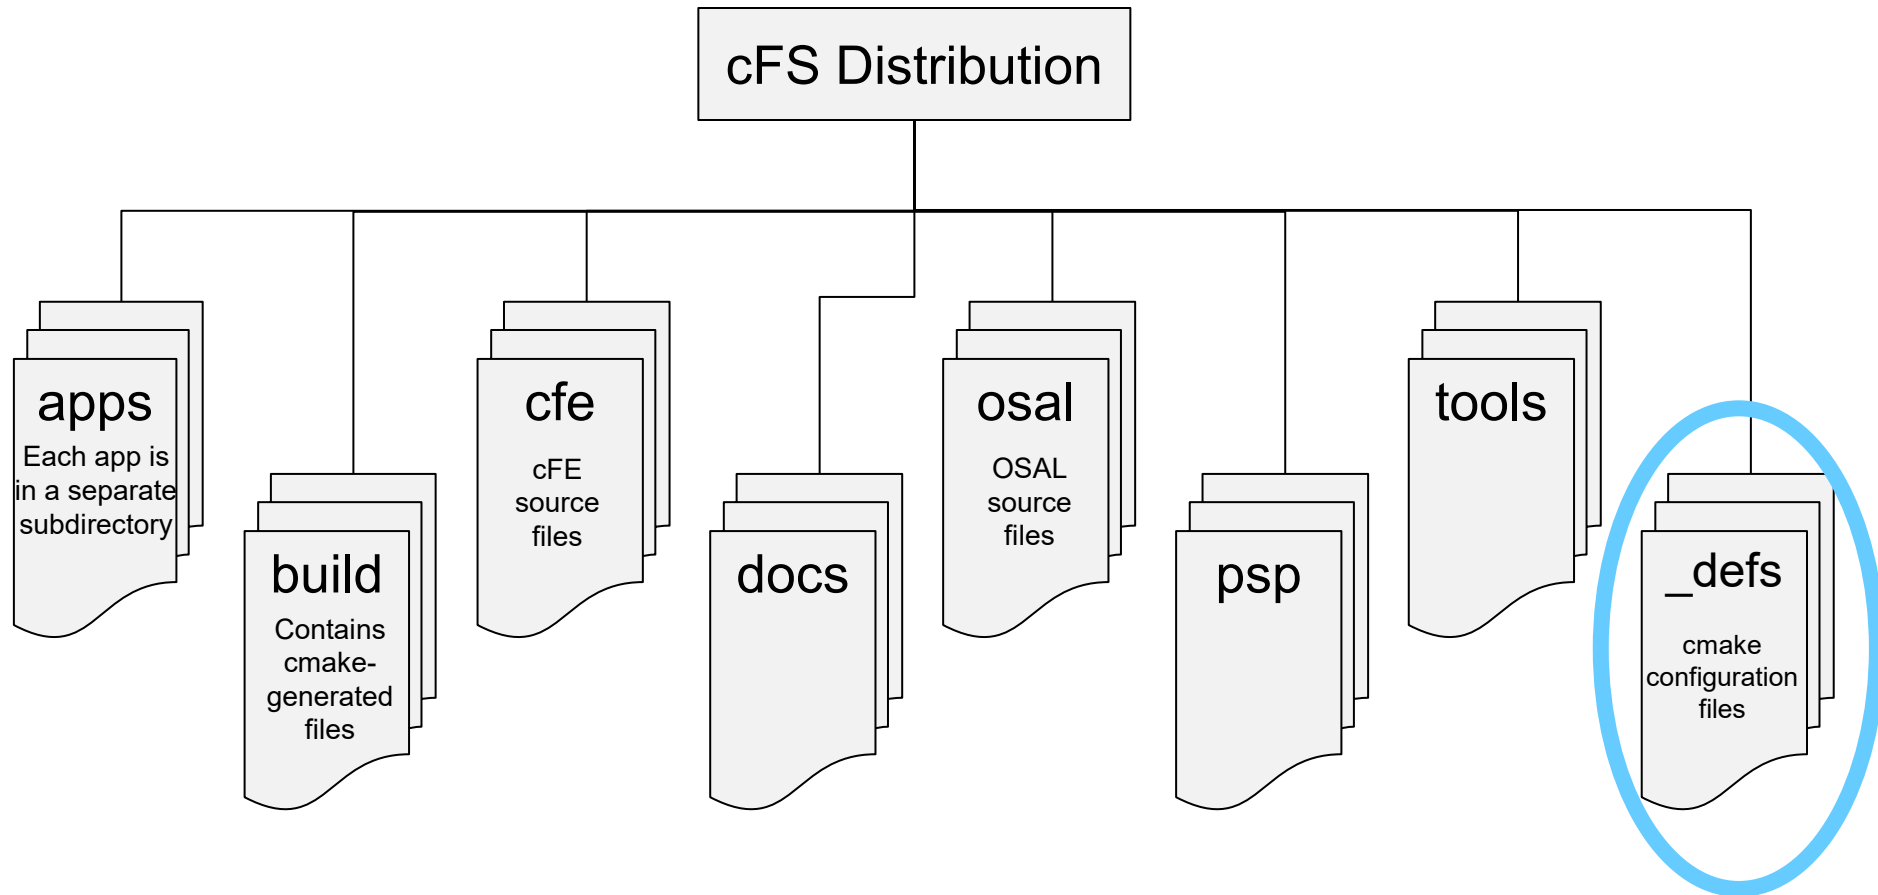 cFS Distribution
apps
Each app is
in a separate
subdirectory
build
Contains
cmake-
generated
files
cfe
cFE
source
files
docs
osal
OSAL
source
files
psp
tools
_defs
cmake
configuration
files